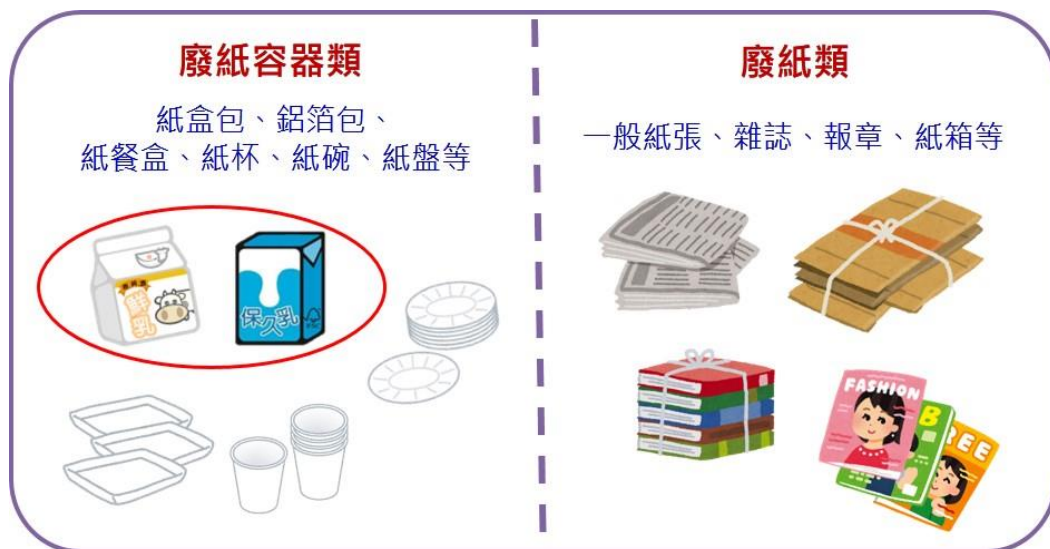 廢紙容器類
紙盒包、鋁箔包、
紙餐盒、紙杯、紙碗、紙盤等
鮮乳
保久乳
廢紙類
一般紙張、雜誌、報章、紙箱等
FASHION
B
REE